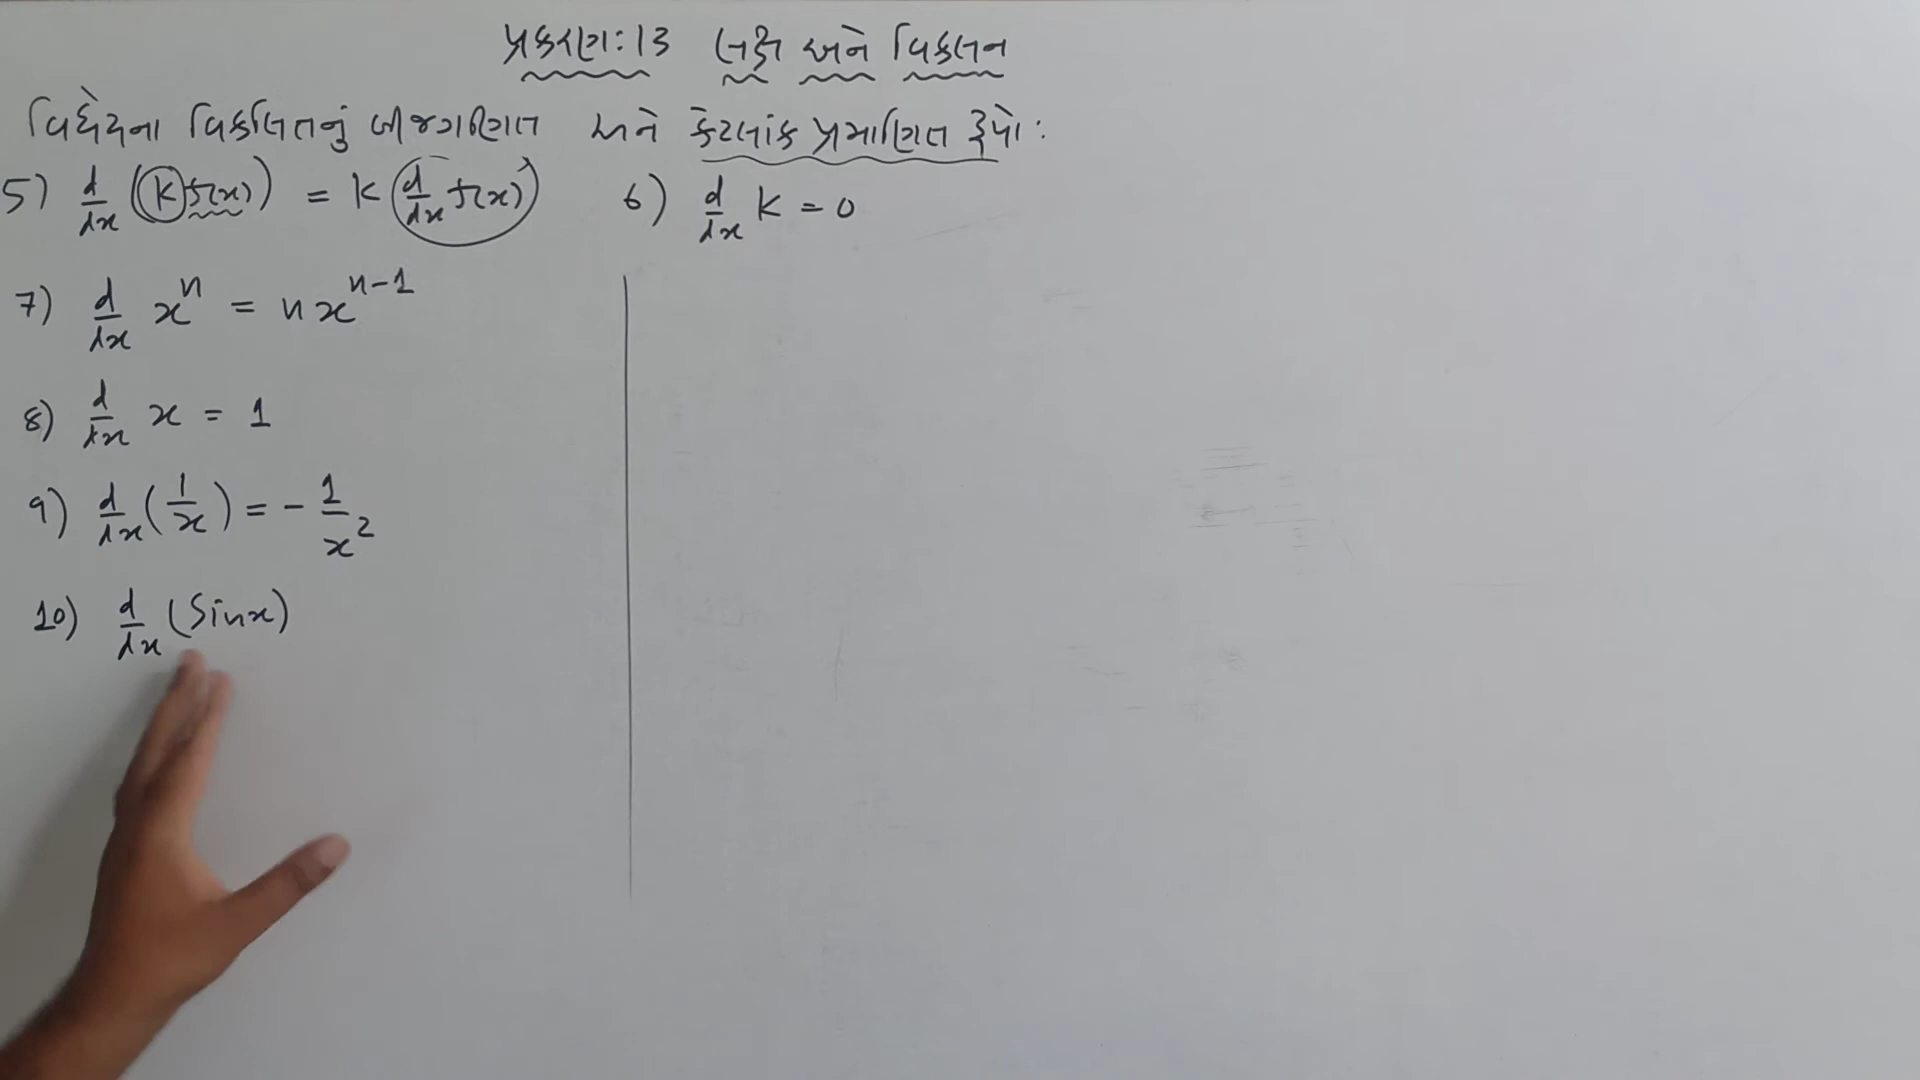 પ્રકરણ:13 લક્ષ અને વિકલન
વિધેયના વિકલિતનું બીજગણિત અને કેટલાંક પ્રમાણિત રૂપો:
5) d/dx (k f(x)) = k (d/dx f(x)) 6) d/dx k = 0
7) d/dx x^n = n x^(n-1)
8) d/dx x = 1
9) d/dx (1/x) = - 1/x^2
10) d/dx (Sinx)